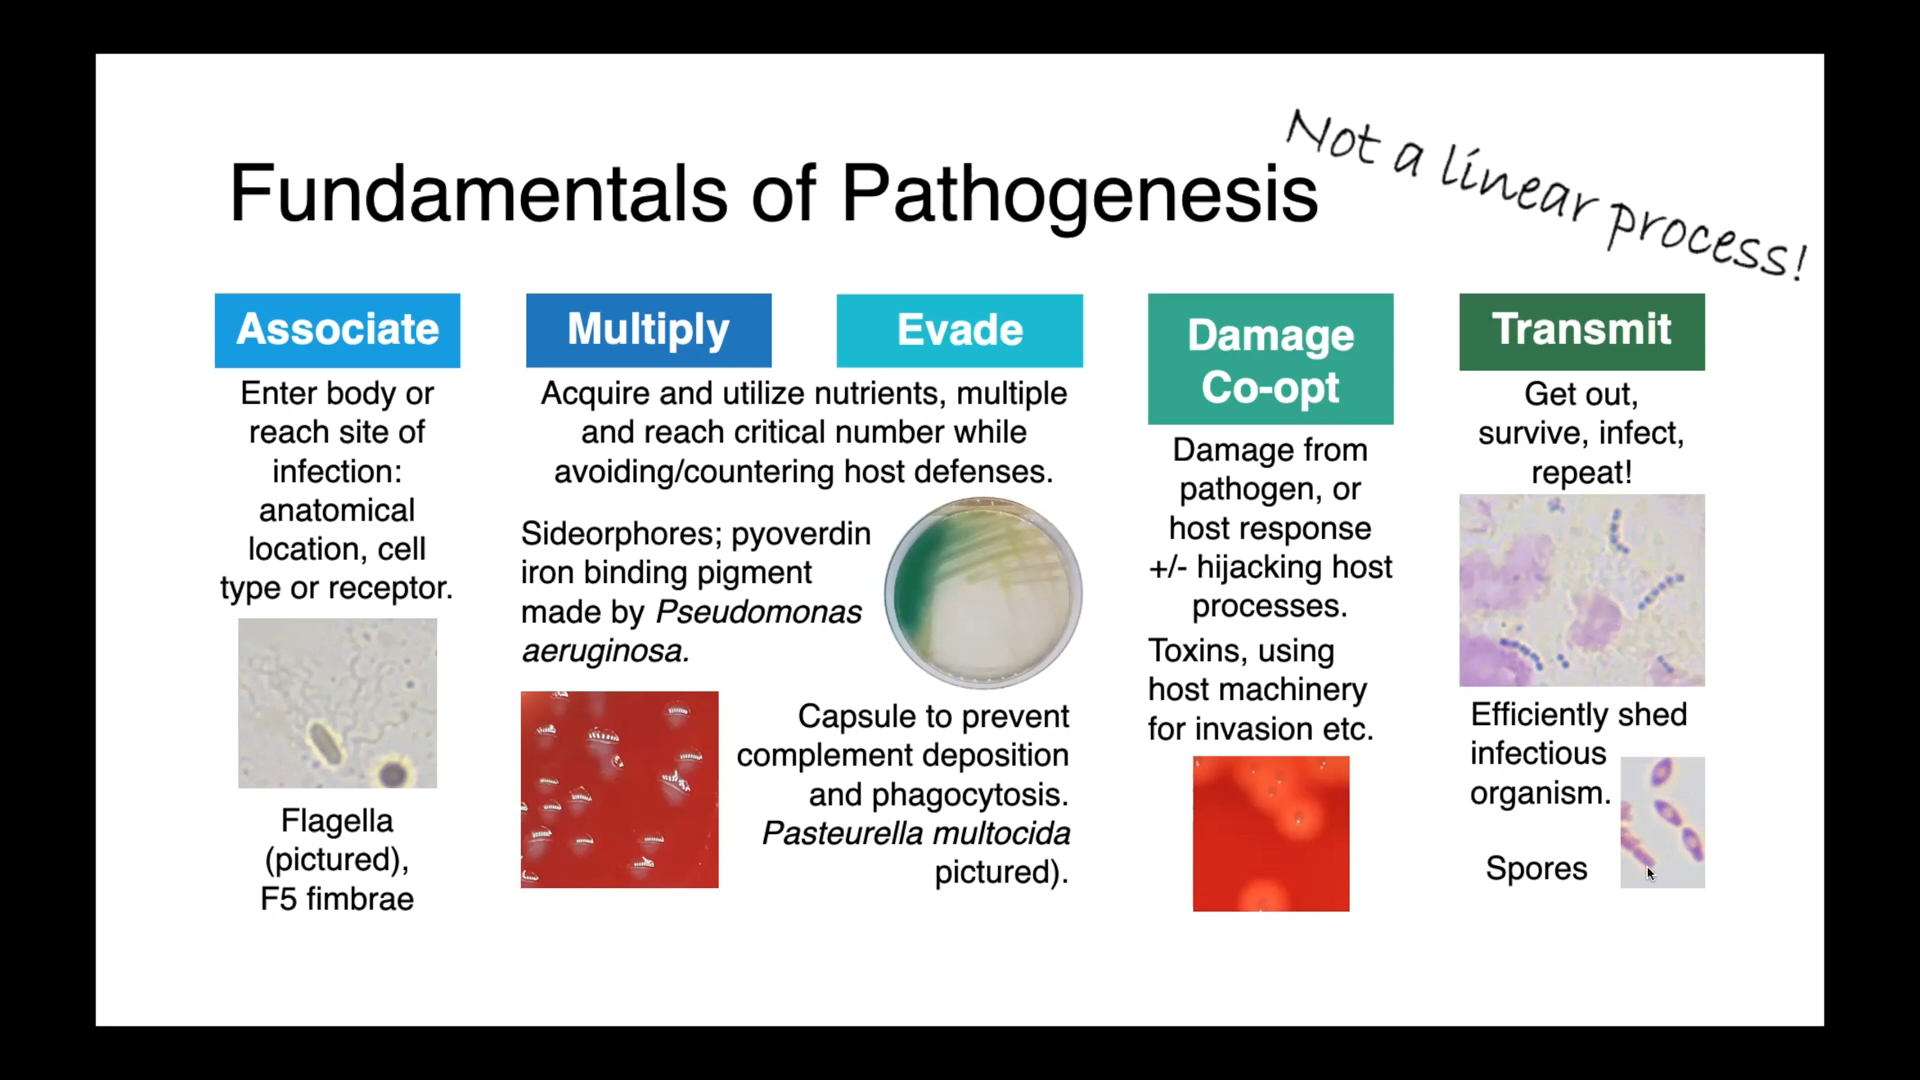 Not a linear process!
Fundamentals of Pathogenesis
Associate
Enter body or
reach site of
infection:
anatomical
location, cell
type or receptor.
Flagella
(pictured),
F5 fimbrae
Multiply
Evade
Acquire and utilize nutrients, multiple
and reach critical number while
avoiding/countering host defenses.
Sideorphores; pyoverdin
iron binding pigment
made by Pseudomonas
aeruginosa.
Capsule to prevent
complement deposition
and phagocytosis.
Pasteurella multocida
pictured).
Damage
Co-opt
Damage from
pathogen, or
host response
+/- hijacking host
processes.
Toxins, using
host machinery
for invasion etc.
Transmit
Get out,
survive, infect,
repeat!
Efficiently shed
infectious
organism.
Spores